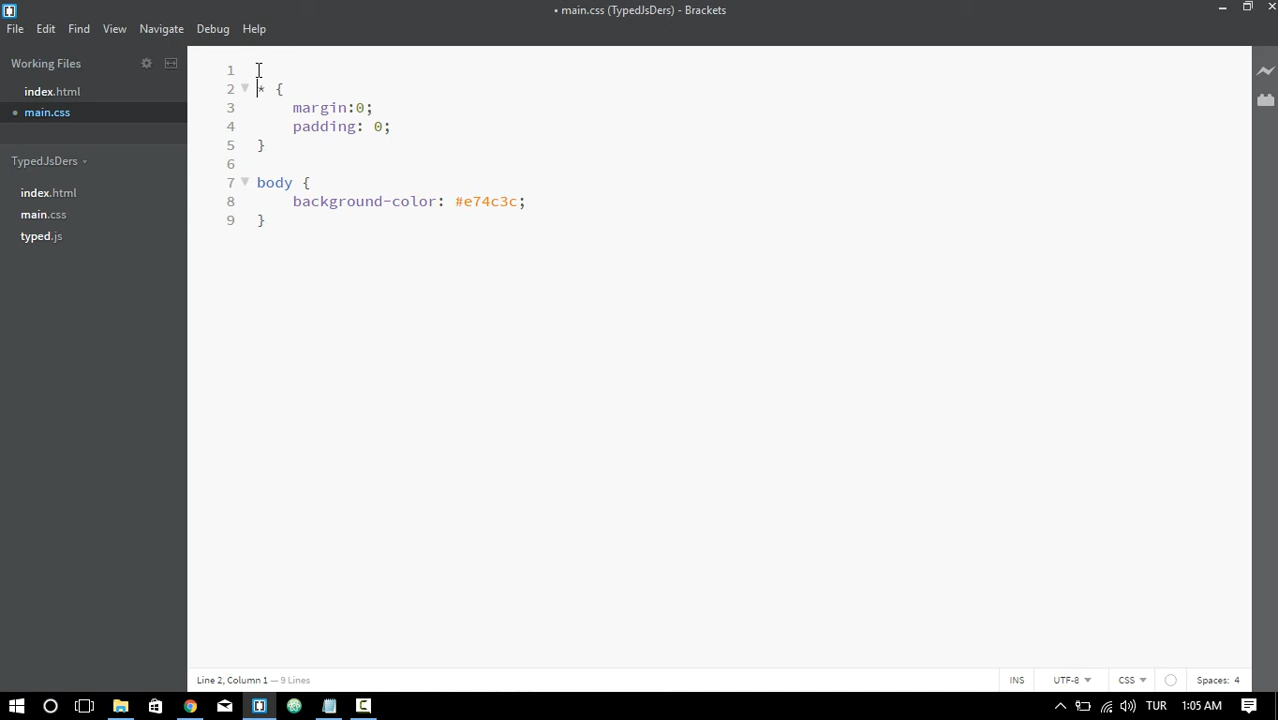 • main.css (TypedJsDers) - Brackets
File Edit Find View Navigate Debug Help
Working Files
index.html
• main.css
TypedJsDers
index.html
main.css
typed.js
1
2 * {
3 margin:0;
4 padding: 0;
5 }
6
7 body {
8 background-color: #e74c3c;
9 }
Line 2, Column 1 — 9 Lines
INS UTF-8 CSS Spaces: 4
TUR 1:05 AM